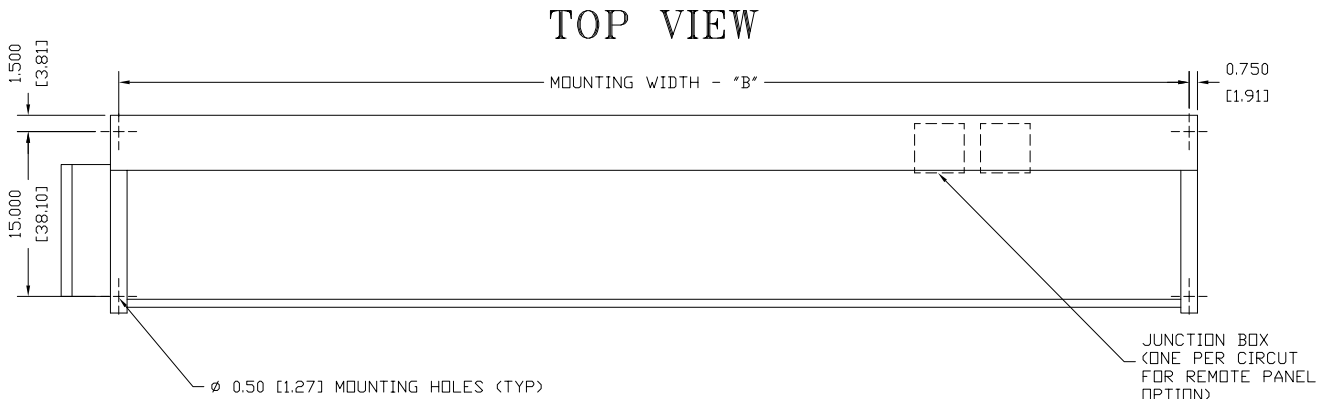 TOP VIEW
1.500
[3.81]
MOUNTING WIDTH - "B"
0.750
[1.91]
15.000
[38.10]
ø 0.50 [1.27] MOUNTING HOLES (TYP)
JUNCTION BOX
(ONE PER CIRCUT
FOR REMOTE PANEL
OPTION)